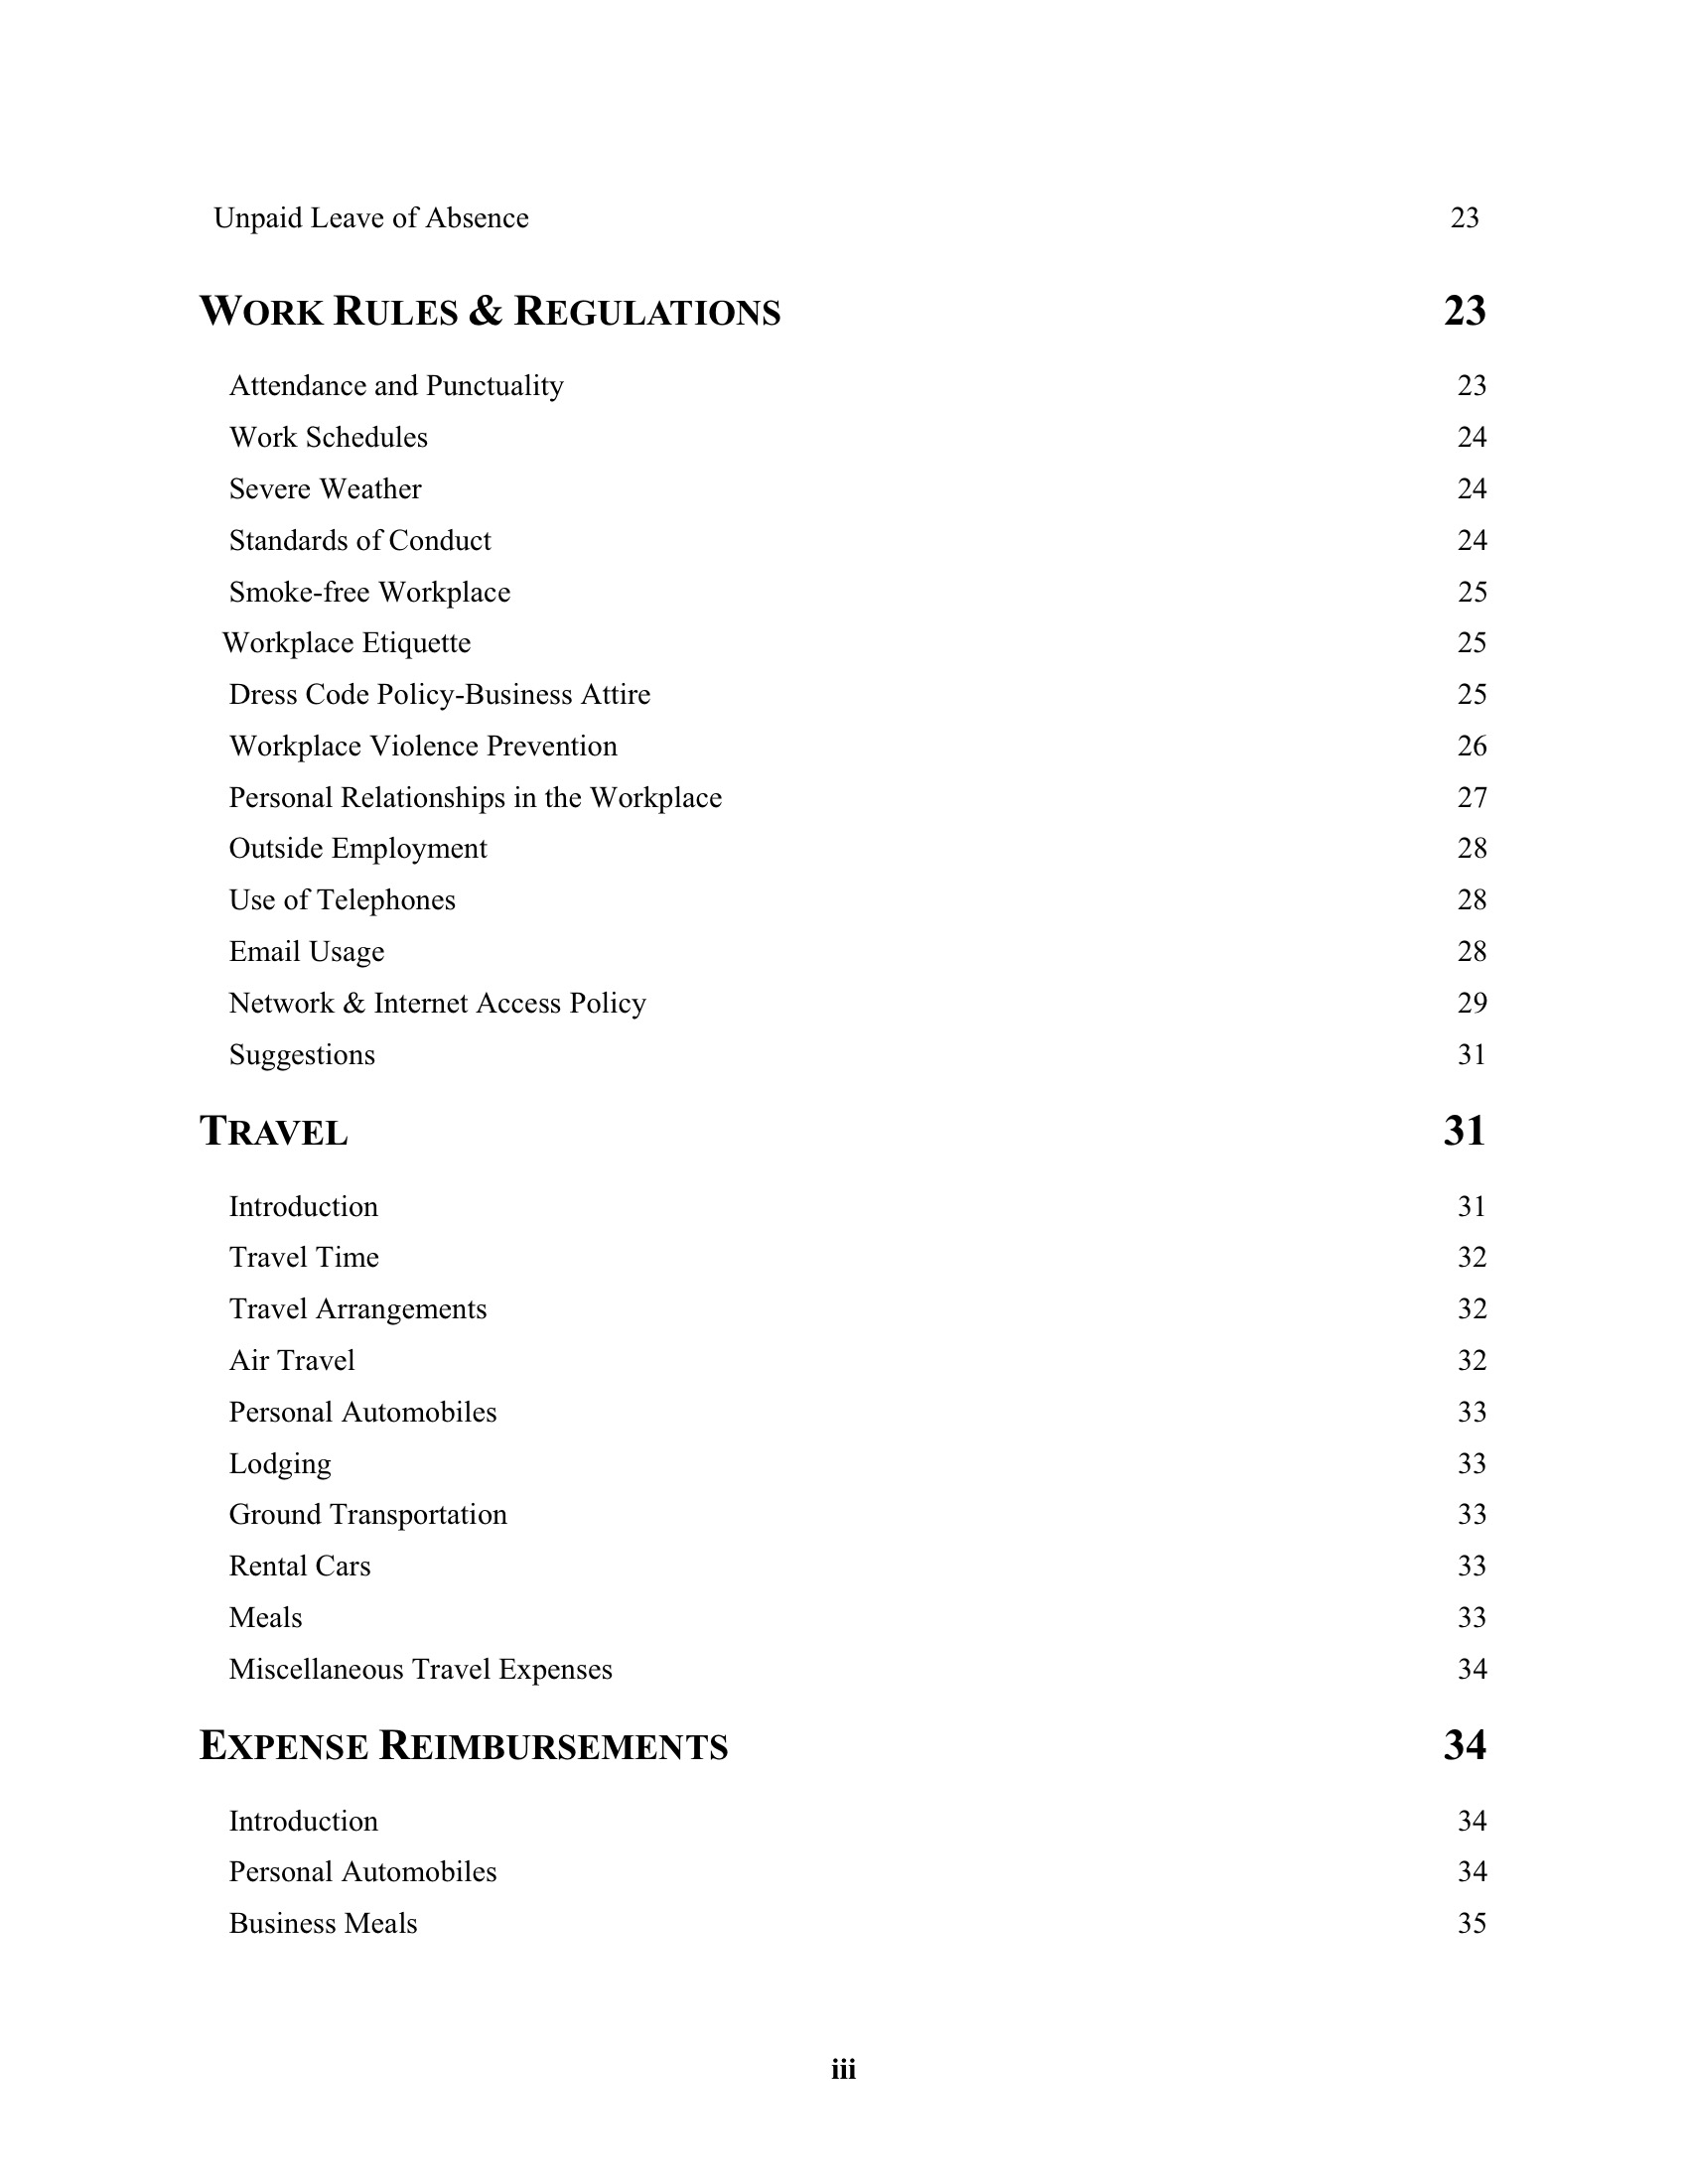 Unpaid Leave of Absence 23
WORK RULES & REGULATIONS 23
Attendance and Punctuality 23
Work Schedules 24
Severe Weather 24
Standards of Conduct 24
Smoke-free Workplace 25
Workplace Etiquette 25
Dress Code Policy-Business Attire 25
Workplace Violence Prevention 26
Personal Relationships in the Workplace 27
Outside Employment 28
Use of Telephones 28
Email Usage 28
Network & Internet Access Policy 29
Suggestions 31
TRAVEL 31
Introduction 31
Travel Time 32
Travel Arrangements 32
Air Travel 32
Personal Automobiles 33
Lodging 33
Ground Transportation 33
Rental Cars 33
Meals 33
Miscellaneous Travel Expenses 34
EXPENSE REIMBURSEMENTS 34
Introduction 34
Personal Automobiles 34
Business Meals 35
iii